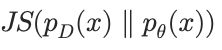 JS(p_D(x) ∥ p_θ(x))